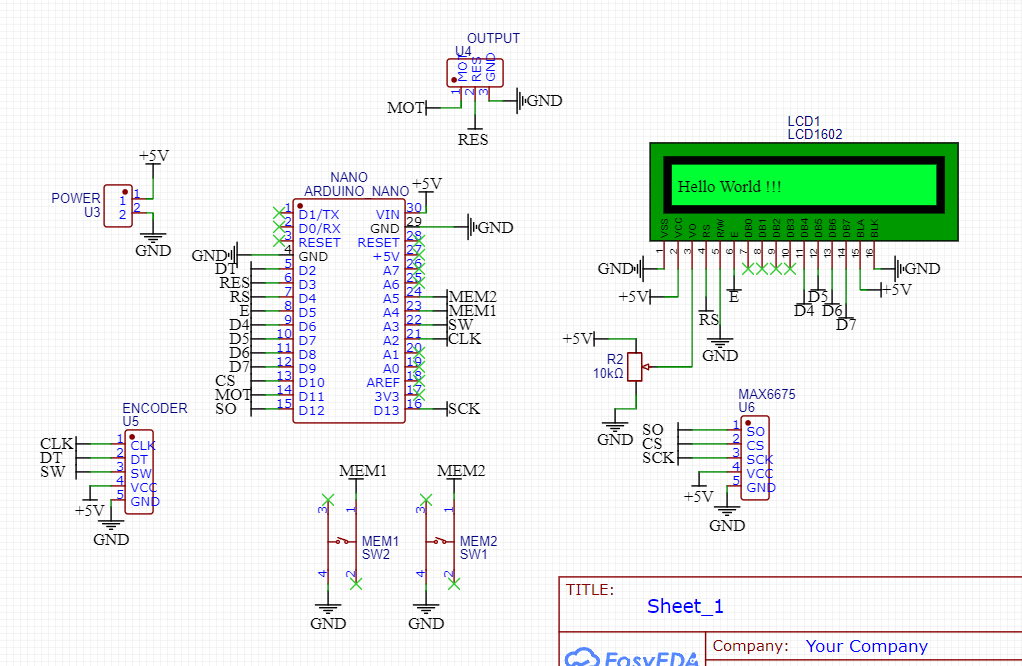 OUTPUT
U4
MOT
RES
GND
1
2
3
MOT
GND
RES
LCD1
LCD1602
Hello World !!!
VSS
VCC
VO
RS
R/W
E
DB0
DB1
DB2
DB3
DB4
DB5
DB6
DB7
BLA
BLK
1
2
3
4
5
6
7
8
9
10
11
12
13
14
15
16
GND
+5V
E
RS
GND
D4
D5
D6
D7
+5V
GND
+5V
R2
10kΩ
GND
+5V
POWER
U3
1
2
1
2
GND
NANO
ARDUINO_NANO
+5V
1 D1/TX VIN 30
2 D0/RX GND 29 GND
3 RESET RESET 28
GND 4 GND +5V 27
DT 5 D2 A7 26
RES 6 D3 A6 25
RS 7 D4 A5 24 MEM2
E 8 D5 A4 23 MEM1
D4 9 D6 A3 22 SW
D5 10 D7 A2 21 CLK
D6 11 D8 A1 20
D7 12 D9 A0 19
CS 13 D10 AREF 18
MOT 14 D11 3V3 17
SO 15 D12 D13 16 SCK
ENCODER
U5
CLK 1 CLK
DT 2 DT
SW 3 SW
4 VCC
5 GND
+5V
GND
MAX6675
U6
SO 1 SO
CS 2 CS
SCK 3 SCK
4 VCC
5 GND
+5V
GND
MEM1
3 1
MEM1
SW2
4 2
GND
MEM2
3 1
MEM2
SW1
4 2
GND
TITLE:
Sheet_1
Company: Your Company
EasyEDA